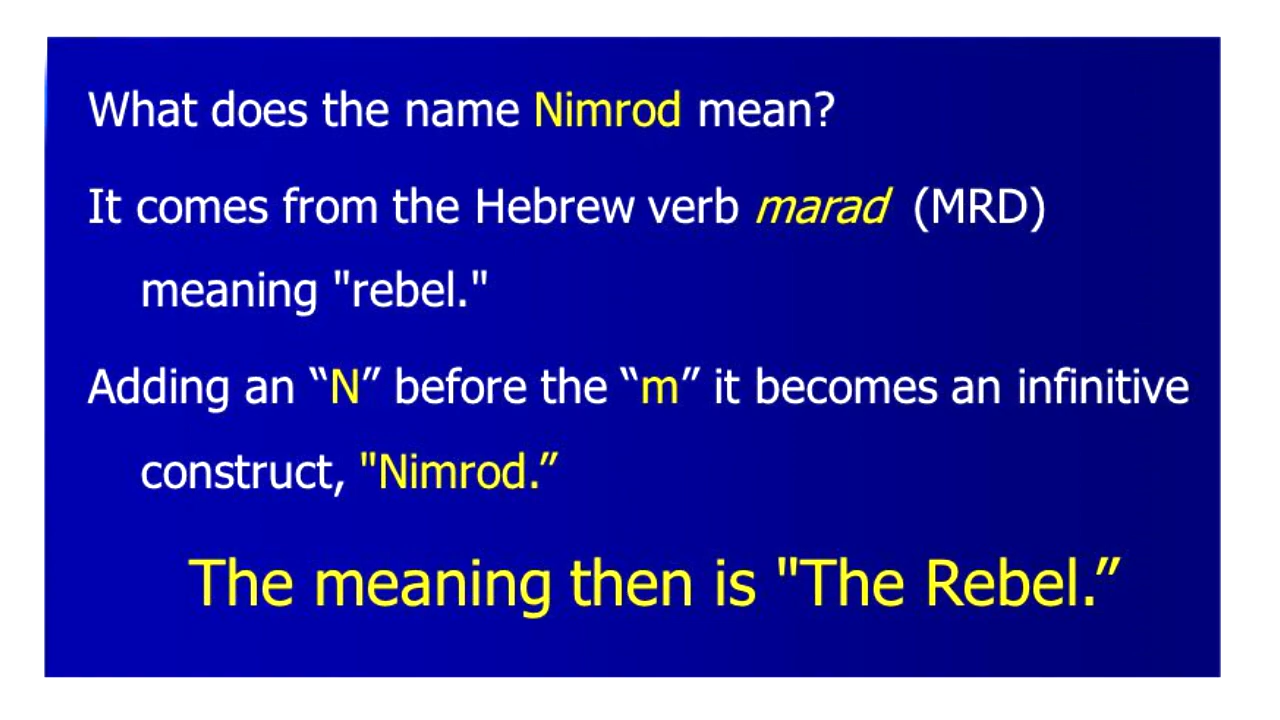 What does the name Nimrod mean?
It comes from the Hebrew verb marad (MRD)
meaning "rebel."
Adding an “N” before the “m” it becomes an infinitive
construct, "Nimrod.”
The meaning then is "The Rebel.”